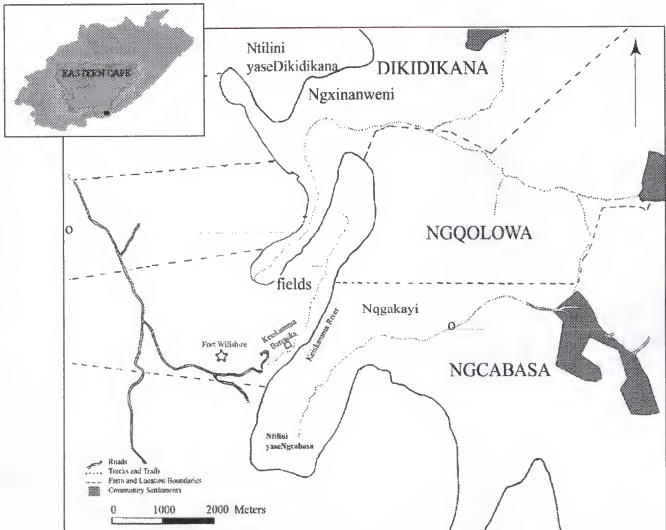 EASTERN CAPE
Ntilini
yaseDikidikana
DIKIDIKANA
Ngxinanweni
o
NGQOLOWA
fields
Nqgakayi
o
Fort Willshire
Keiskamma
Keiskamma River
NGCABASA
Ntilini
yaseNgcabasa
Roads
Tracks and Trails
Farm and Location Boundaries
Community Settlements
0 1000 2000 Meters